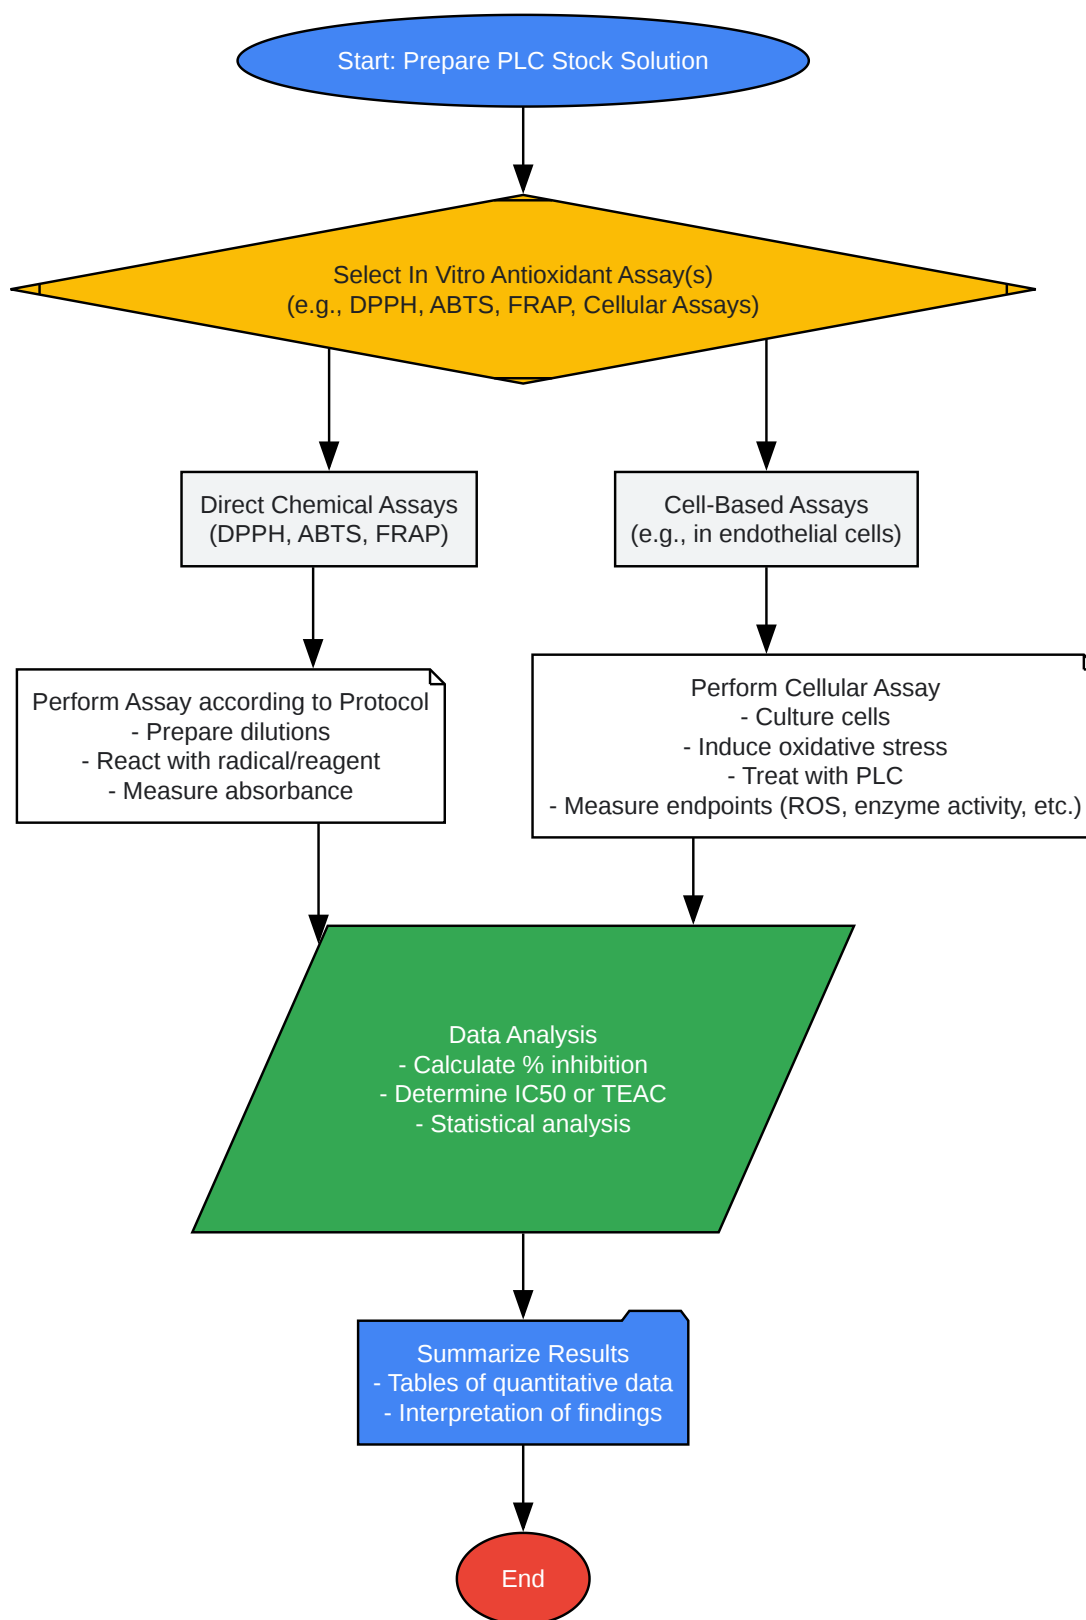 Start: Prepare PLC Stock Solution
Select In Vitro Antioxidant Assay(s)
(e.g., DPPH, ABTS, FRAP, Cellular Assays)
Direct Chemical Assays
(DPPH, ABTS, FRAP)
Cell-Based Assays
(e.g., in endothelial cells)
Perform Assay according to Protocol
- Prepare dilutions
- React with radical/reagent
- Measure absorbance
Perform Cellular Assay
- Culture cells
- Induce oxidative stress
- Treat with PLC
- Measure endpoints (ROS, enzyme activity, etc.)
Data Analysis
- Calculate % inhibition
- Determine IC50 or TEAC
- Statistical analysis
Summarize Results
- Tables of quantitative data
- Interpretation of findings
End